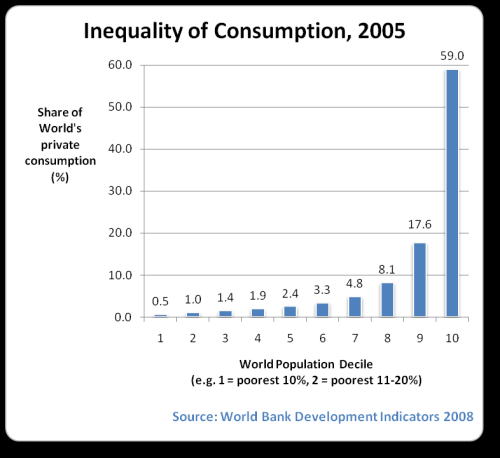 Inequality of Consumption, 2005
Share of
World's
private
consumption
(%)
60.0
50.0
40.0
30.0
20.0
10.0
0.0
0.5
1.0
1.4
1.9
2.4
3.3
4.8
8.1
17.6
59.0
1 2 3 4 5 6 7 8 9 10
World Population Decile
(e.g. 1 = poorest 10%, 2 = poorest 11-20%)
Source: World Bank Development Indicators 2008